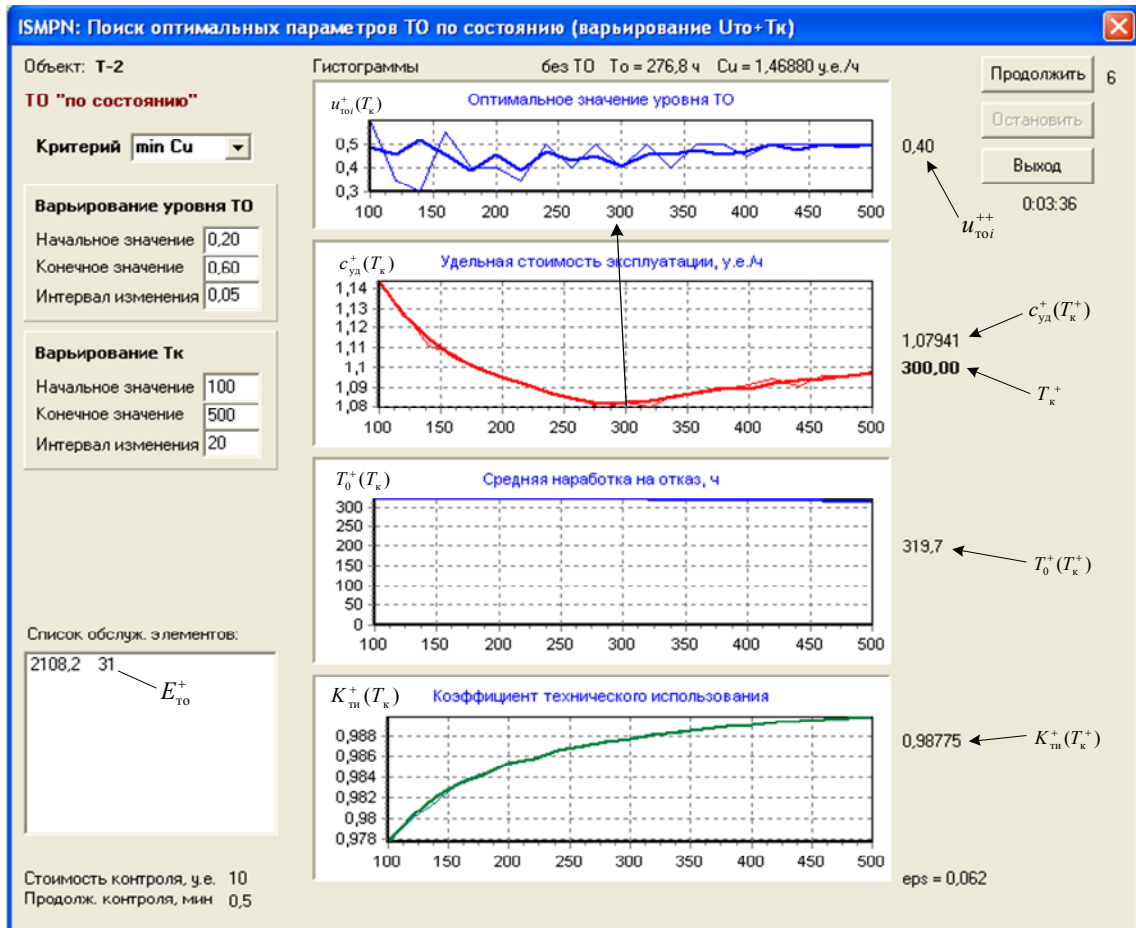 ISMPN: Поиск оптимальных параметров ТО по состоянию (варьирование Uто+Tк)
Объект: Т-2
ТО "по состоянию"
Критерий min Cu
Варьирование уровня ТО
Начальное значение 0,20
Конечное значение 0,60
Интервал изменения 0,05
Варьирование Тк
Начальное значение 100
Конечное значение 500
Интервал изменения 20
Список обслуж. элементов:
2108,2 31
E⁺то
Стоимость контроля, у.е. 10
Продолж. контроля, мин 0,5
Гистограммы без ТО To = 276,8 ч Cu = 1,46880 у.е./ч
u⁺тоi(Tк) Оптимальное значение уровня ТО
0,5
0,4
0,3
100 150 200 250 300 350 400 450 500
c⁺уд(Tк) Удельная стоимость эксплуатации, у.е./ч
1,14
1,13
1,12
1,11
1,1
1,09
1,08
100 150 200 250 300 350 400 450 500
T⁺0(Tк) Средняя наработка на отказ, ч
300
250
200
150
100
50
0
100 150 200 250 300 350 400 450 500
K⁺ти(Tк) Коэффициент технического использования
0,988
0,986
0,984
0,982
0,98
0,978
100 150 200 250 300 350 400 450 500
Продолжить 6
Остановить
Выход
0:03:36
0,40
u⁺⁺тоi
c⁺уд(T⁺к)
1,07941
300,00
T⁺к
319,7
T⁺0(T⁺к)
0,98775 K⁺ти(T⁺к)
eps = 0,062